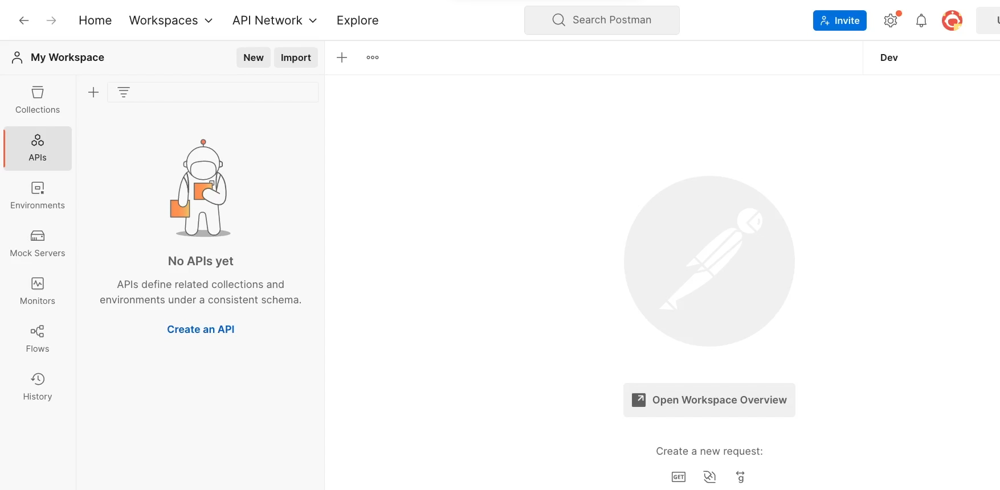 Home
Workspaces
API Network
Explore
Search Postman
Invite
My Workspace
New
Import
Dev
Collections
APIs
Environments
Mock Servers
Monitors
Flows
History
No APIs yet
APIs define related collections and
environments under a consistent schema.
Create an API
Open Workspace Overview
Create a new request:
GET
g